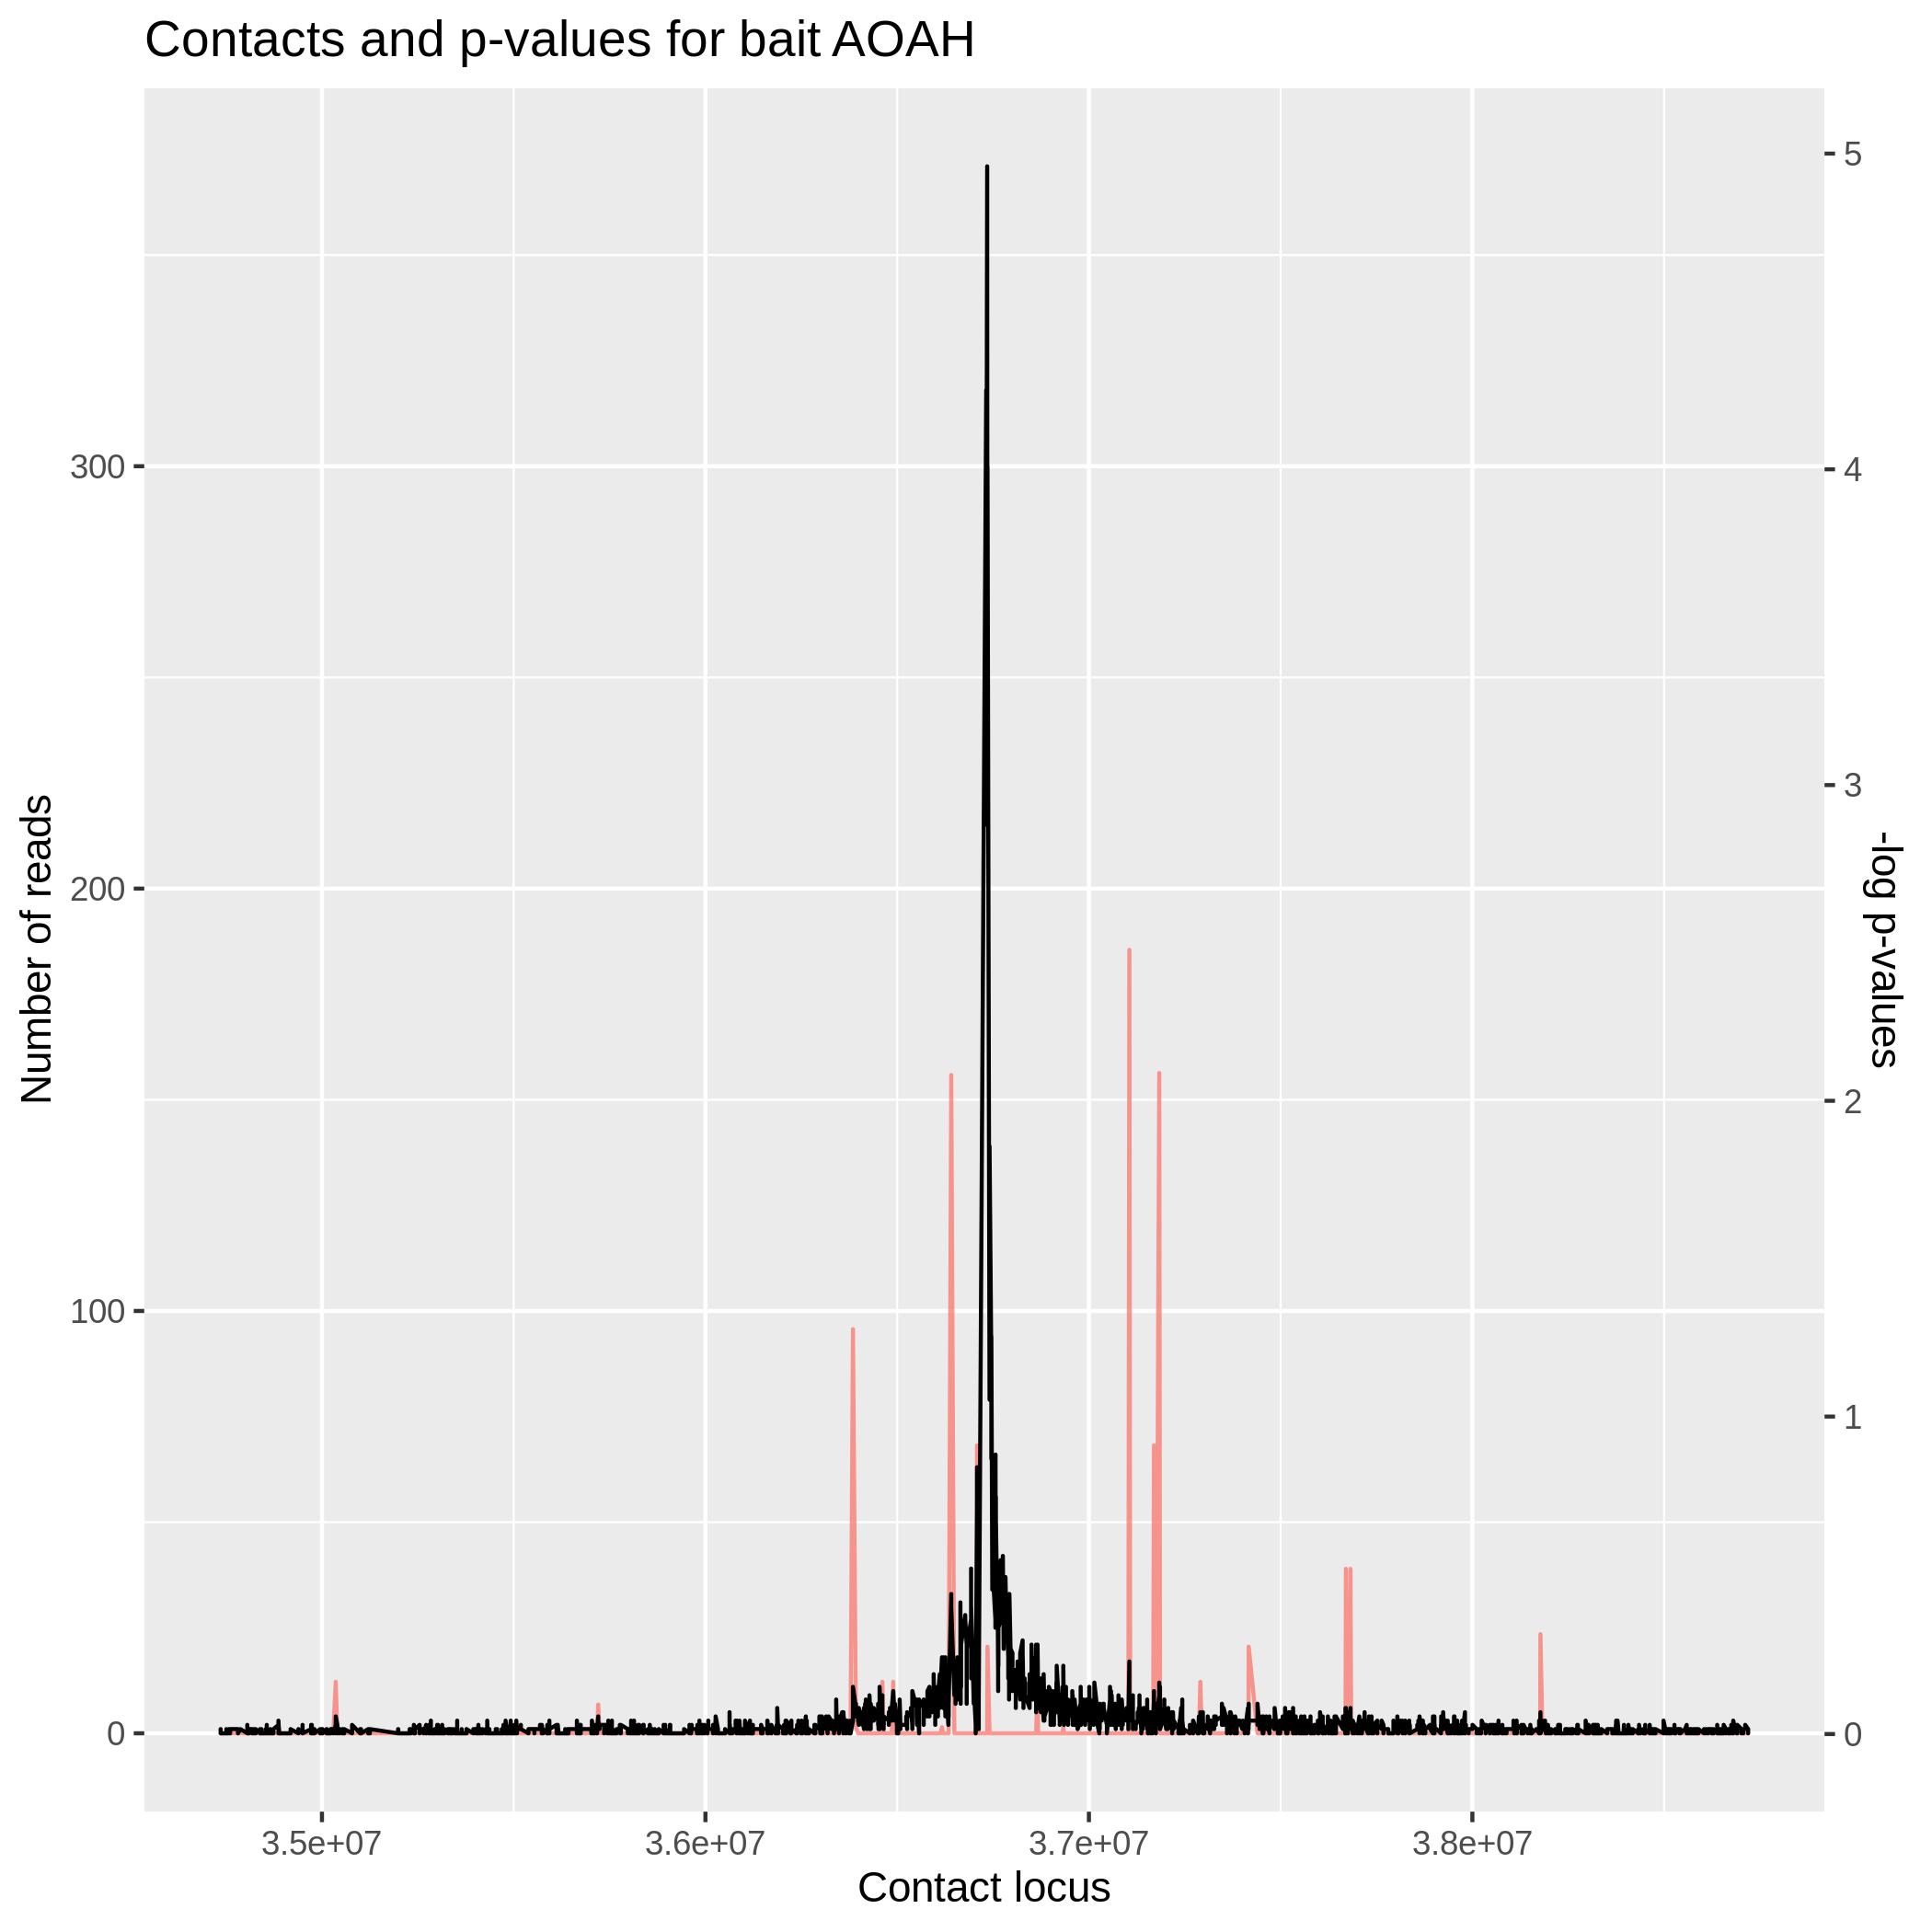 Contacts and p-values for bait AOAH
Number of reads
300
200
100
0
5
4
3
2
1
0
-log p-values
3.5e+07
3.6e+07
3.7e+07
3.8e+07
Contact locus